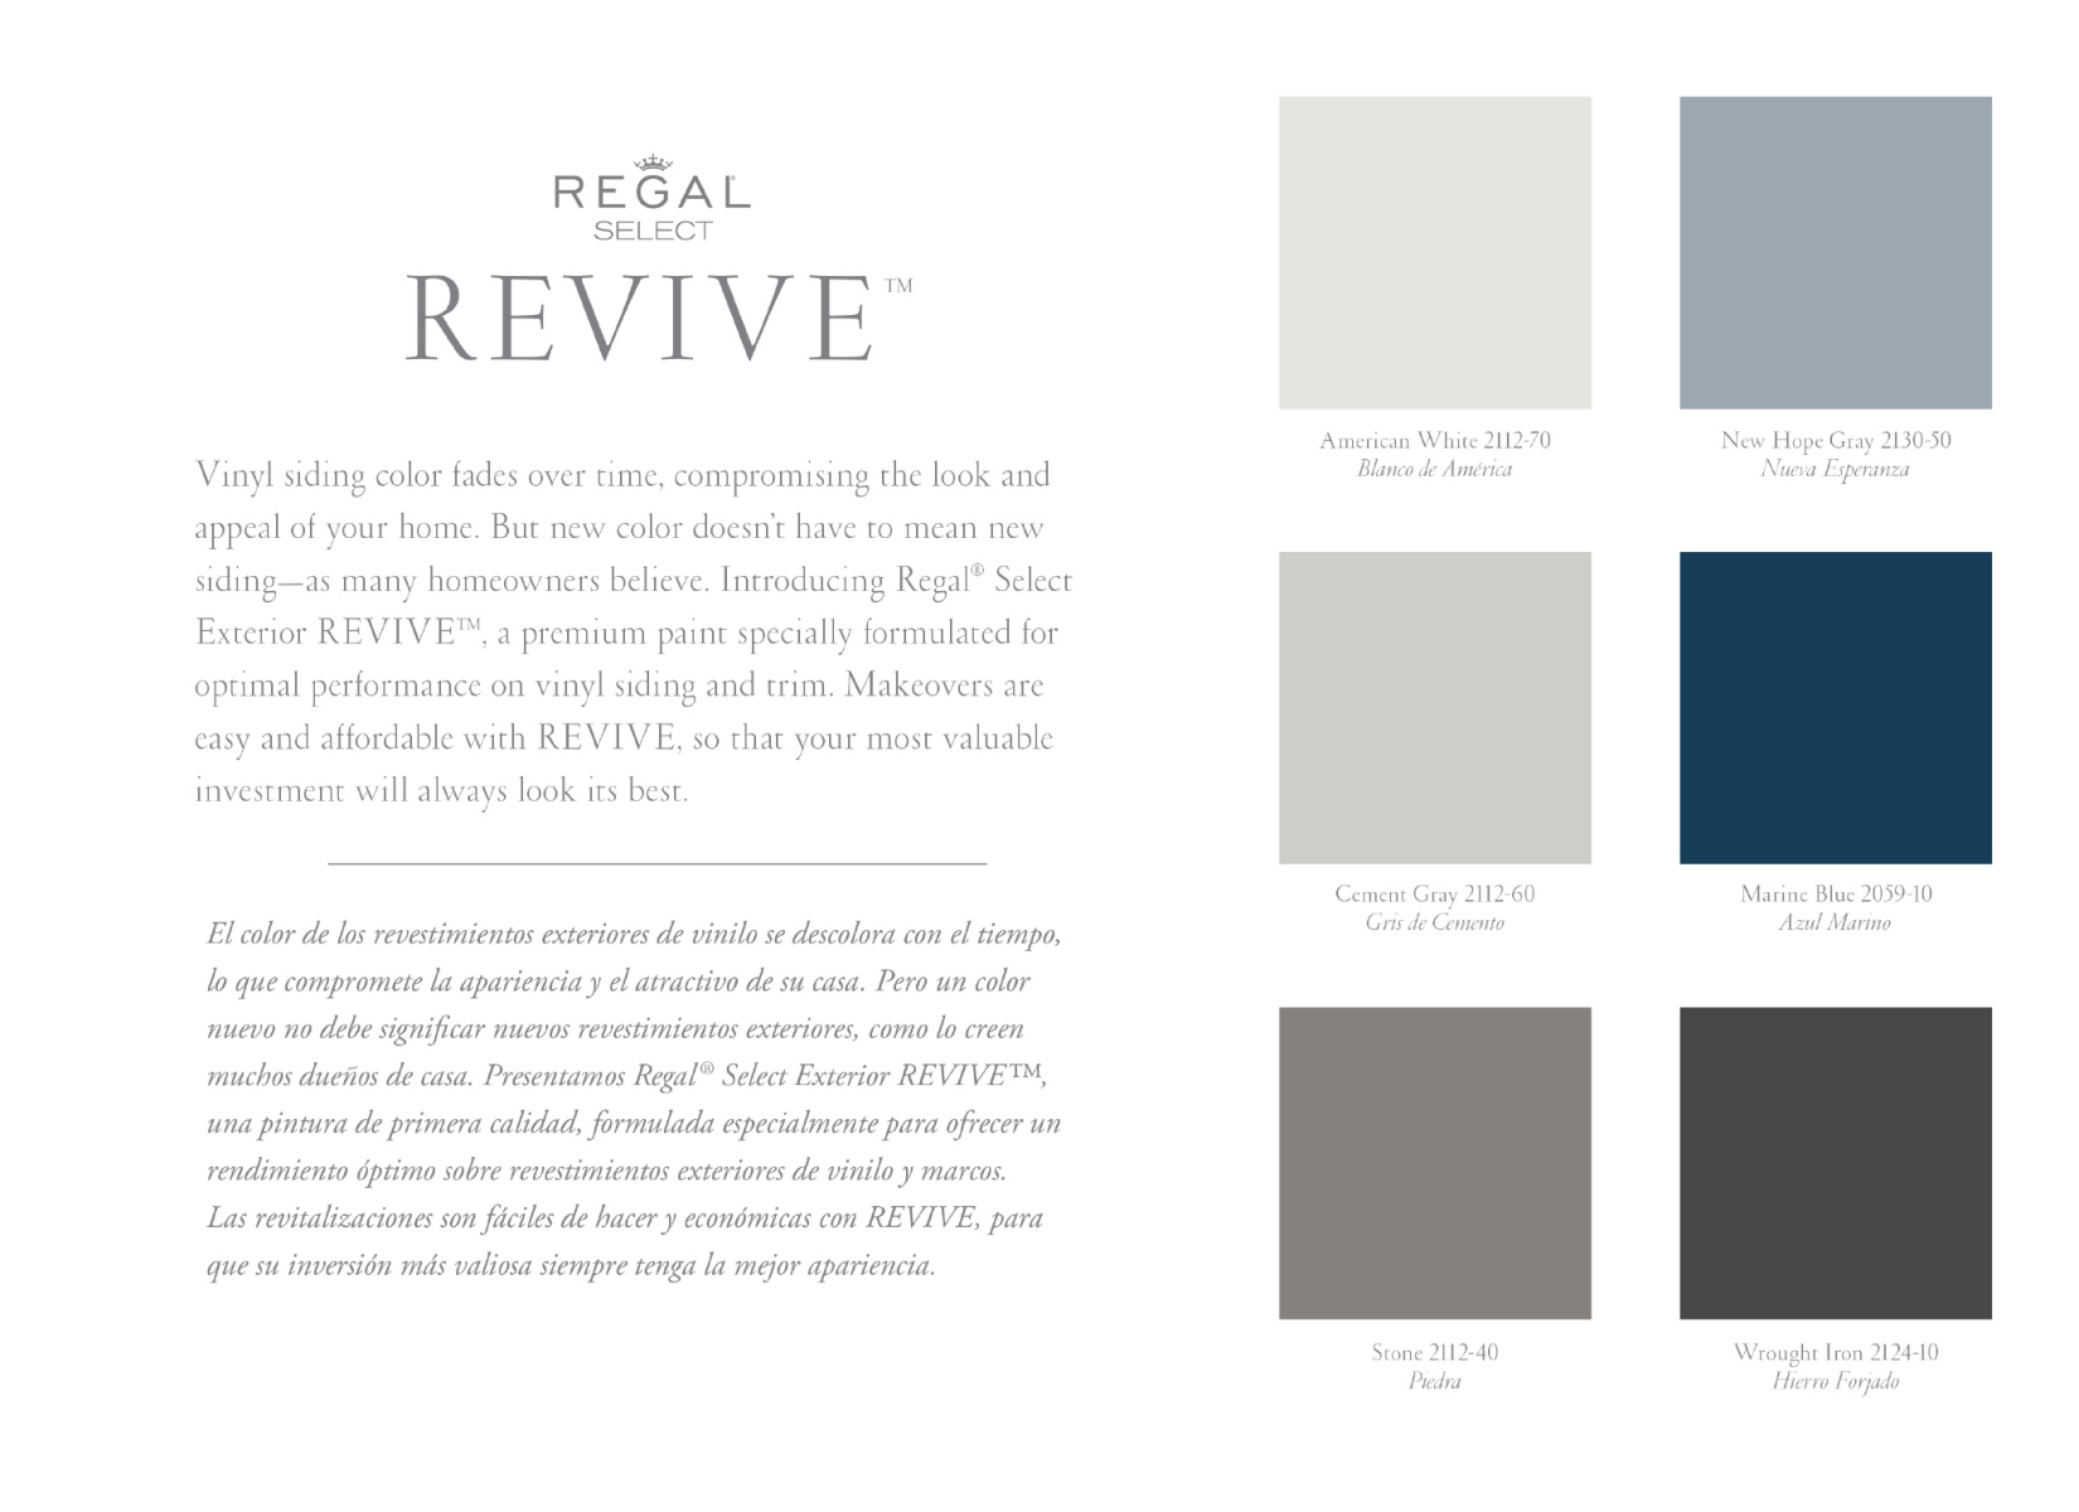 REGAL®
SELECT
REVIVE™
Vinyl siding color fades over time, compromising the look and
appeal of your home. But new color doesn't have to mean new
siding—as many homeowners believe. Introducing Regal® Select
Exterior REVIVE™, a premium paint specially formulated for
optimal performance on vinyl siding and trim. Makeovers are
easy and affordable with REVIVE, so that your most valuable
investment will always look its best.
El color de los revestimientos exteriores de vinilo se descolora con el tiempo,
lo que compromete la apariencia y el atractivo de su casa. Pero un color
nuevo no debe significar nuevos revestimientos exteriores, como lo creen
muchos dueños de casa. Presentamos Regal® Select Exterior REVIVE™,
una pintura de primera calidad, formulada especialmente para ofrecer un
rendimiento óptimo sobre revestimientos exteriores de vinilo y marcos.
Las revitalizaciones son fáciles de hacer y económicas con REVIVE, para
que su inversión más valiosa siempre tenga la mejor apariencia.
American White 2112-70
Blanco de América
New Hope Gray 2130-50
Nueva Esperanza
Cement Gray 2112-60
Gris de Cemento
Marine Blue 2059-10
Azul Marino
Stone 2112-40
Piedra
Wrought Iron 2124-10
Hierro Forjado